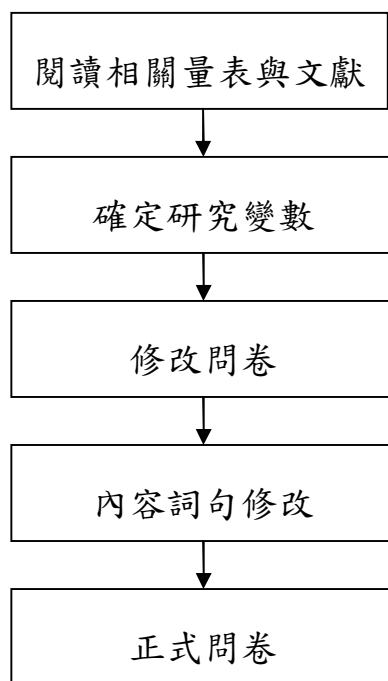 閱讀相關量表與文獻
確定研究變數
修改問卷
內容詞句修改
正式問卷